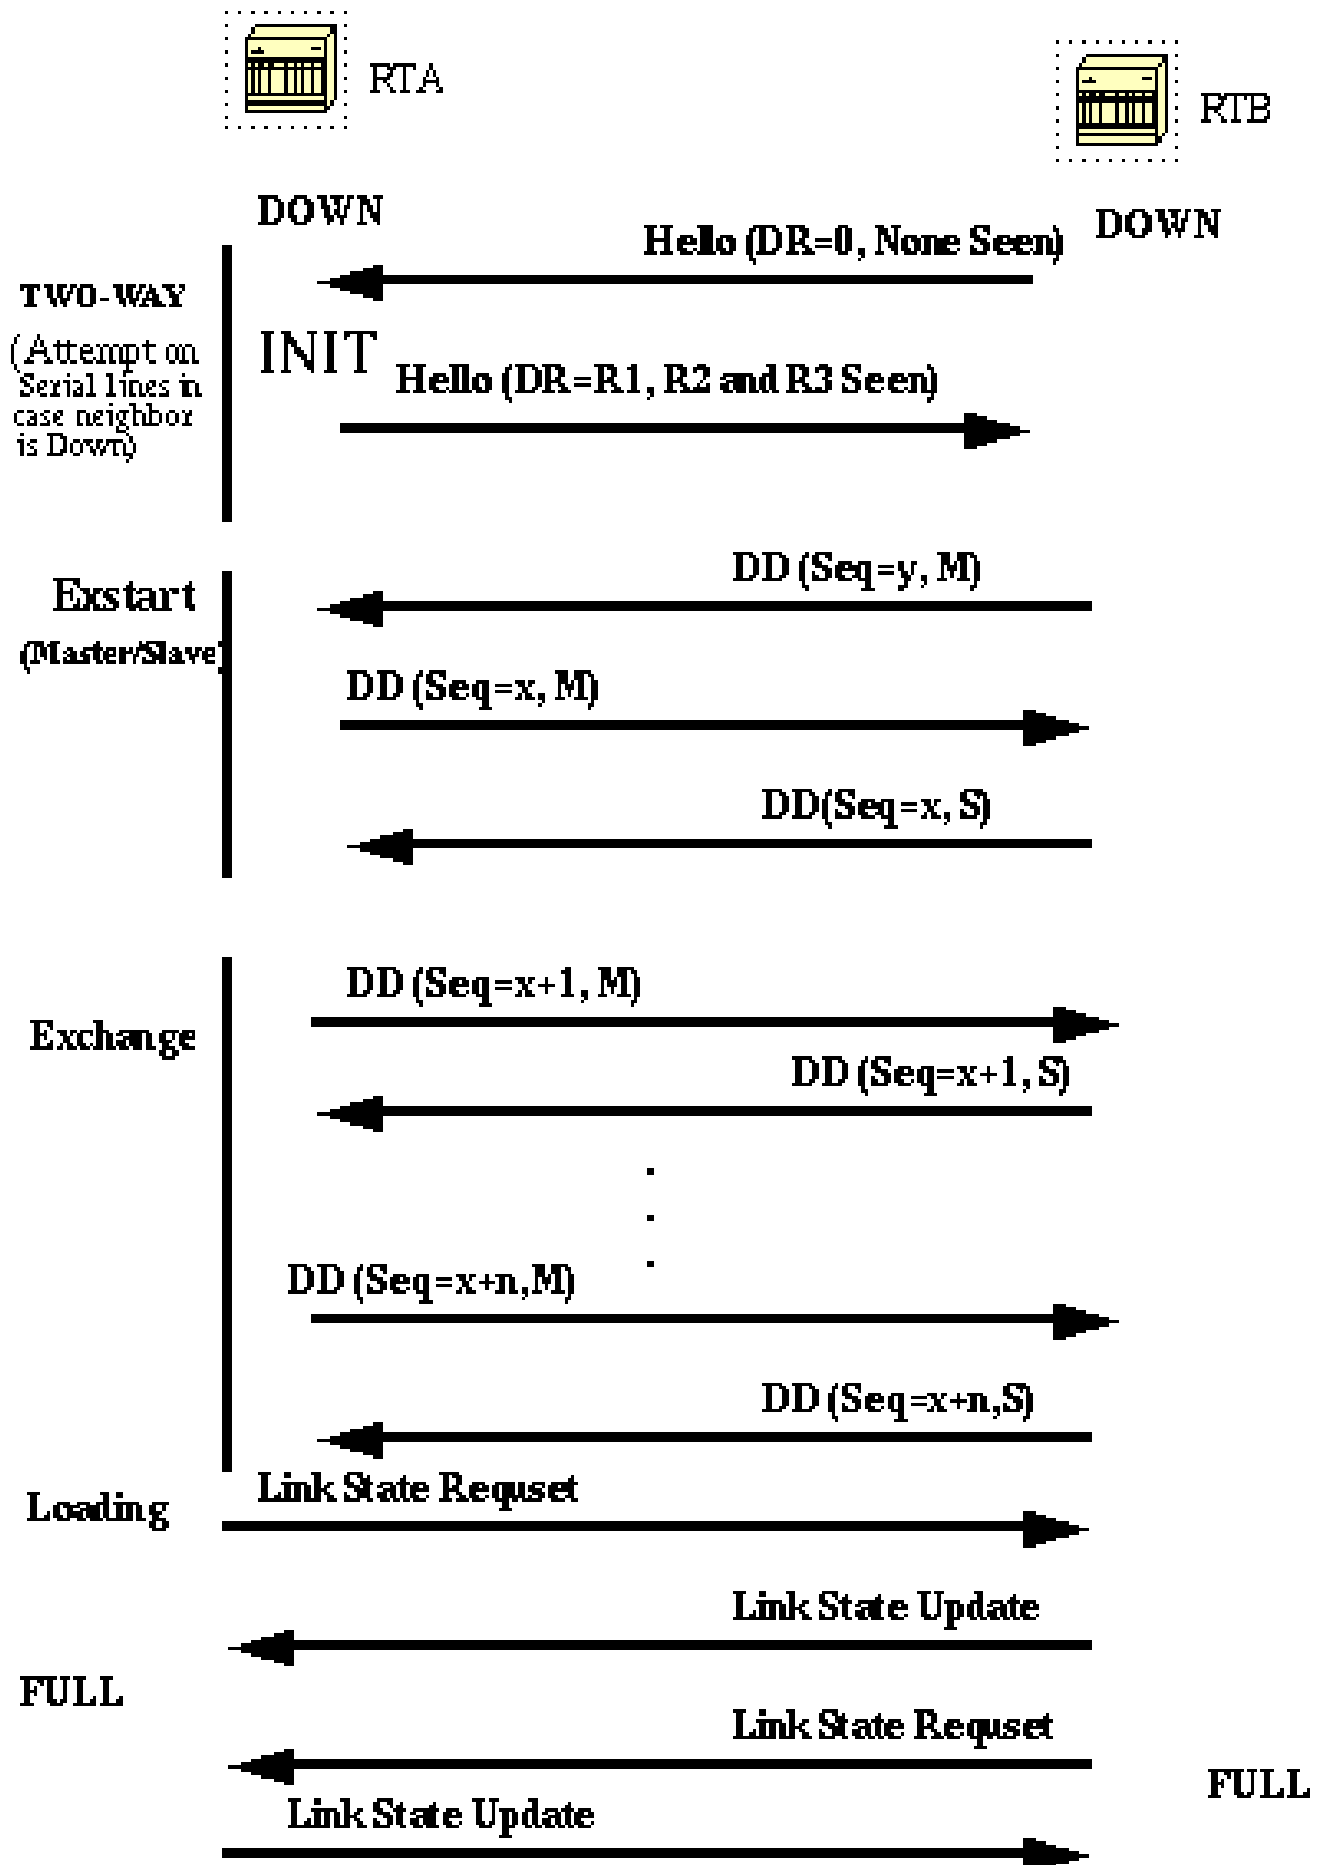 RTA
RTB
DOWN
DOWN
Hello (DR=0, None Seen)
TWO-WAY
(Attempt on
Serial lines in
case neighbor
is Down)
INIT
Hello (DR=R1, R2 and R3 Seen)
DD (Seq=y, M)
Exstart
(Master/Slave)
DD (Seq=x, M)
DD(Seq=x, S)
DD (Seq=x+1, M)
Exchange
DD (Seq=x+1, S)
.
.
.
DD (Seq=x+n,M)
DD (Seq=x+n,S)
Link State Requset
Loading
Link State Update
FULL
Link State Requset
FULL
Link State Update